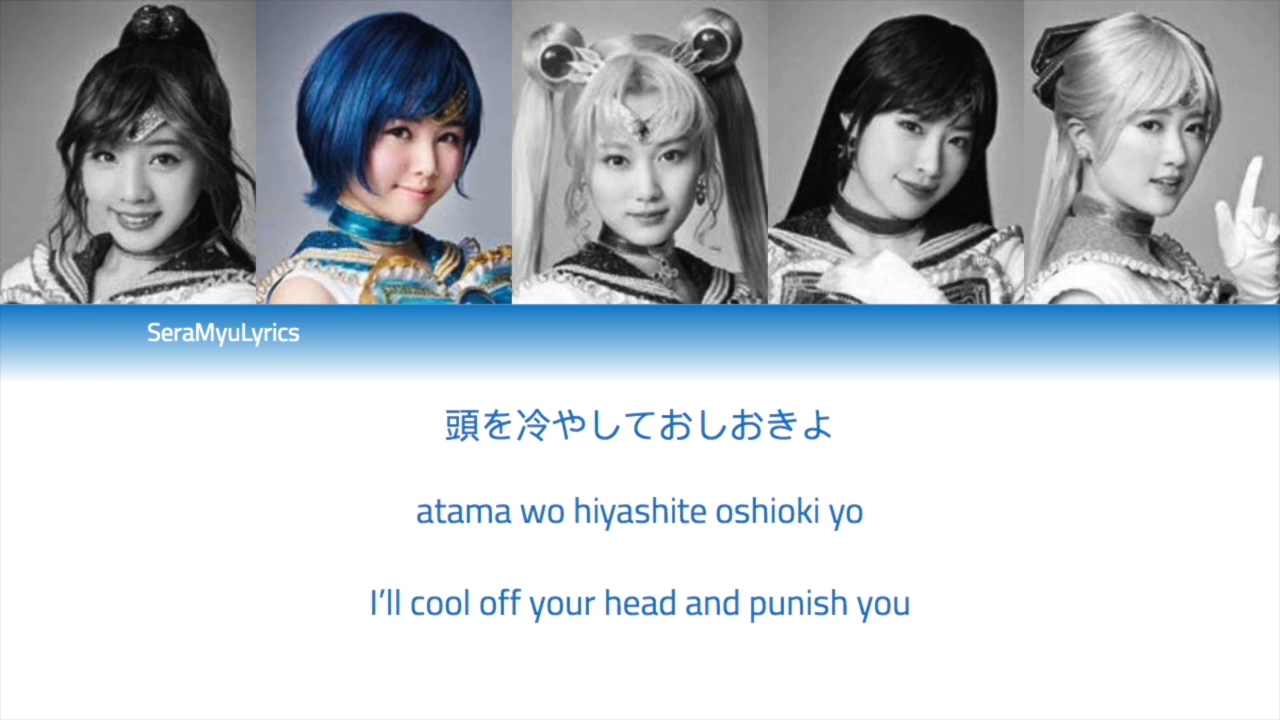 SeraMyuLyrics
頭を冷やしておしおきよ
atama wo hiyashite oshioki yo
I’ll cool off your head and punish you